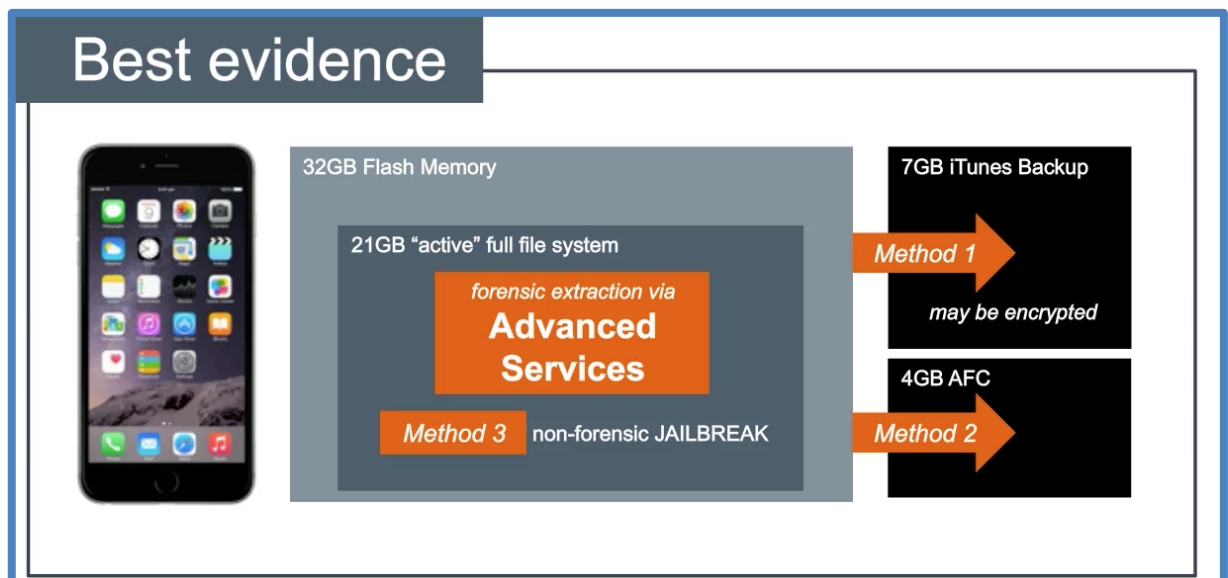 Best evidence
32GB Flash Memory
21GB “active” full file system
forensic extraction via
Advanced
Services
Method 3 non-forensic JAILBREAK
7GB iTunes Backup
Method 1
may be encrypted
4GB AFC
Method 2